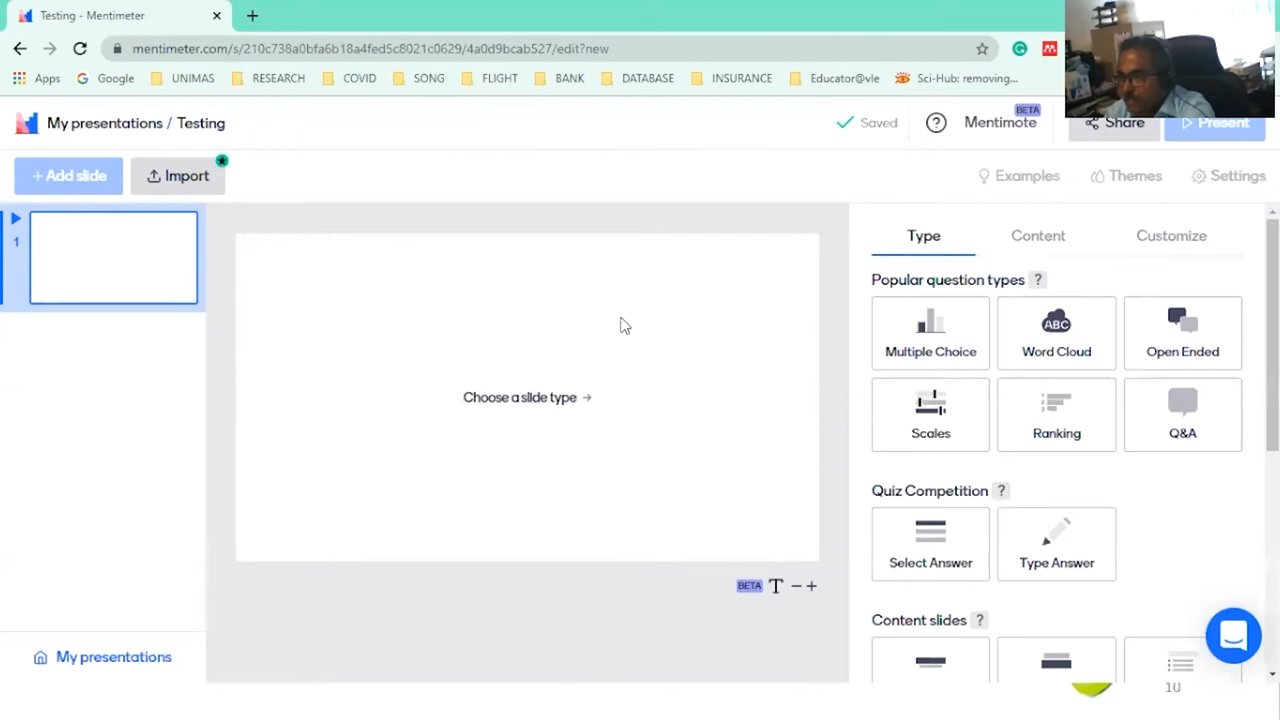 Testing - Mentimeter
mentimeter.com/s/210c738a0bfa6b18a4fed5c8021c0629/4a0d9bcab527/edit?new
Apps Google UNIMAS RESEARCH COVID SONG FLIGHT BANK DATABASE INSURANCE Educator@vle Sci-Hub: removing...
My presentations / Testing Saved ? Mentimote BETA Share Present
+ Add slide Import Examples Themes Settings
1
Choose a slide type →
BETA T − +
My presentations
Type Content Customize
Popular question types ?
ABC
Multiple Choice Word Cloud Open Ended
Scales Ranking Q&A
Quiz Competition ?
Select Answer Type Answer
Content slides ?
10